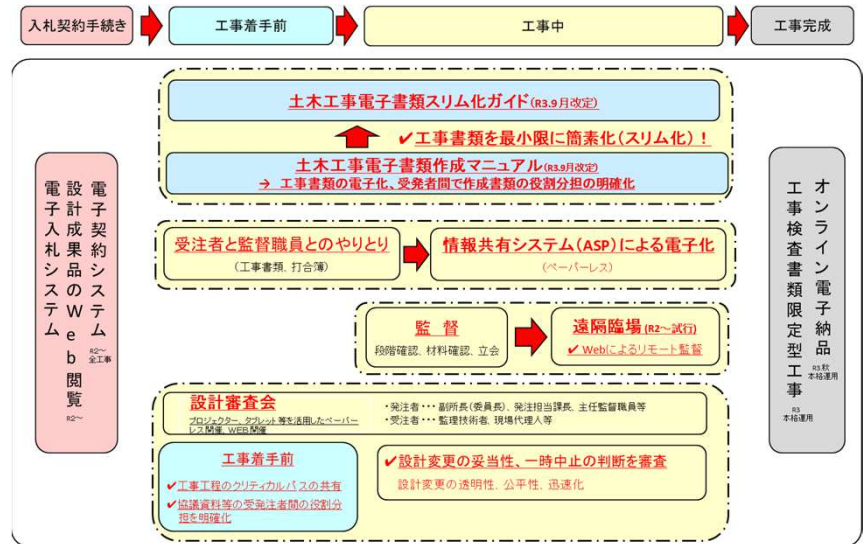 入札契約手続き
工事着手前
工事中
工事完成
電子契約システム R2～全工事
設計成果品のWeb閲覧 R2～
電子入札システム
土木工事電子書類スリム化ガイド(R3.9月改定)
✔工事書類を最小限に簡素化(スリム化)！
土木工事電子書類作成マニュアル(R3.9月改定)
→ 工事書類の電子化、受発者間で作成書類の役割分担の明確化
受注者と監督職員とのやりとり
(工事書類、打合簿)
情報共有システム(ASP)による電子化
(ペーパーレス)
監 督
段階確認、材料確認、立会
遠隔臨場(R2～試行)
✔Webによるリモート監督
設計審査会
プロジェクター、タブレット等を活用したペーパー
レス開催、WEB開催
・発注者・・・副所長(委員長)、発注担当課長、主任監督職員等
・受注者・・・監理技術者、現場代理人等
工事着手前
✔工事工程のクリティカルパスの共有
✔協議資料等の受発注者間の役割分
担を明確化
✔設計変更の妥当性、一時中止の判断を審査
設計変更の透明性、公平性、迅速化
オンライン電子納品 R3秋本格運用
工事検査書類限定型工事 R3本格運用